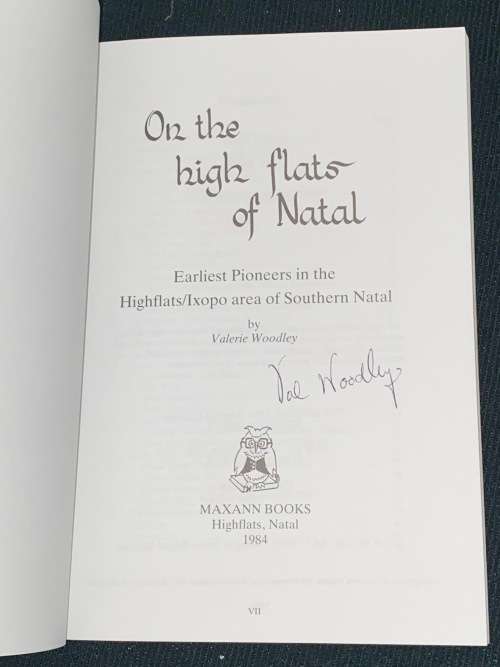 On the
high flats
of Natal
Earliest Pioneers in the
Highflats/Ixopo area of Southern Natal
by
Valerie Woodley
Val Woodley
MAXANN BOOKS
Highflats, Natal
1984
VII